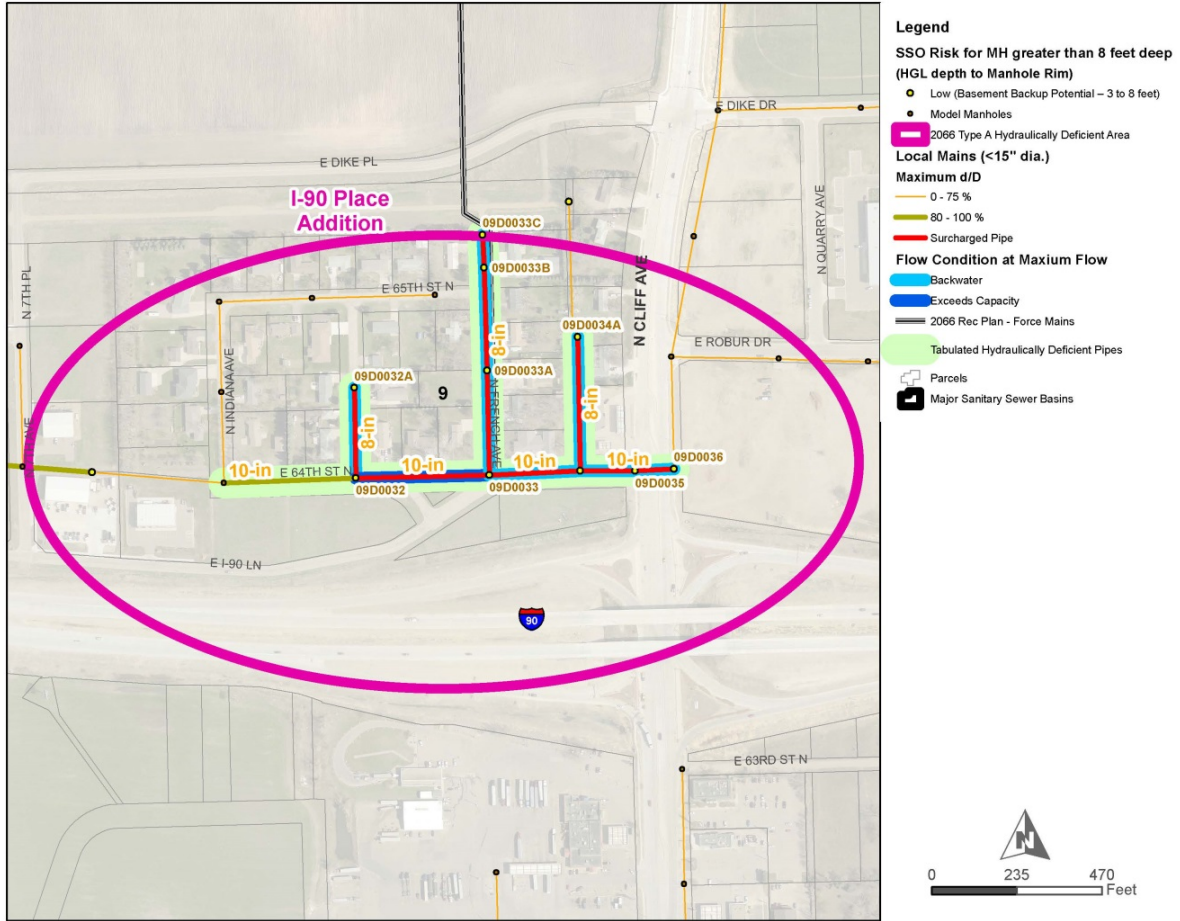 E DIKE DR
E DIKE PL
I-90 Place
Addition
09D0033C
09D0033B
E 65TH ST N
N 7TH PL
N CLIFF AVE
N QUARRY AVE
09D0034A
E ROBUR DR
8-in
09D0033A
09D0032A
9
N INDIANA AVE
N FRENCH AVE
8-in
8-in
10-in
E 64TH ST N
10-in
10-in
10-in
09D0036
09D0032
09D0033
09D0035
E I-90 LN
90
E 63RD ST N
Legend
SSO Risk for MH greater than 8 feet deep
(HGL depth to Manhole Rim)
Low (Basement Backup Potential – 3 to 8 feet)
Model Manholes
2066 Type A Hydraulically Deficient Area
Local Mains (<15" dia.)
Maximum d/D
0 - 75 %
80 - 100 %
Surcharged Pipe
Flow Condition at Maxium Flow
Backwater
Exceeds Capacity
2066 Rec Plan - Force Mains
Tabulated Hydraulically Deficient Pipes
Parcels
Major Sanitary Sewer Basins
N
0 235 470
Feet